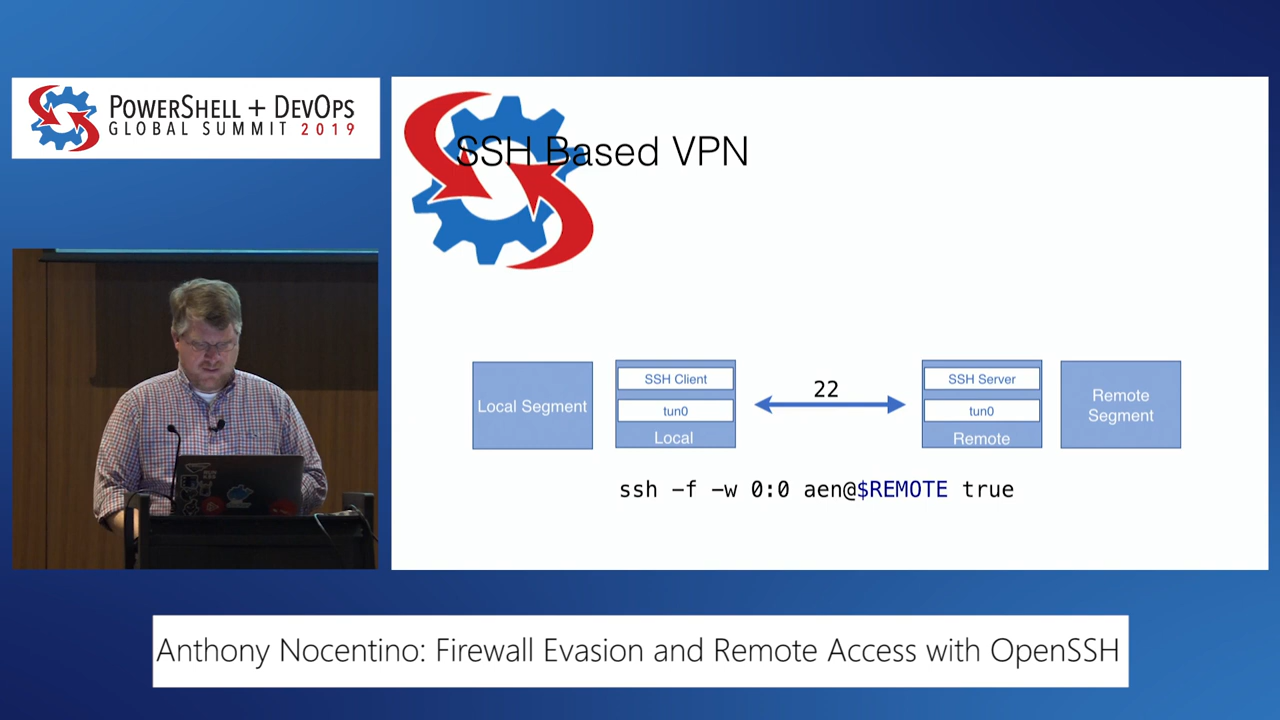 POWERSHELL + DEVOPS
GLOBAL SUMMIT 2019
SSH Based VPN
Local Segment
SSH Client
tun0
Local
22
SSH Server
tun0
Remote
Remote
Segment
ssh -f -w 0:0 aen@$REMOTE true
Anthony Nocentino: Firewall Evasion and Remote Access with OpenSSH